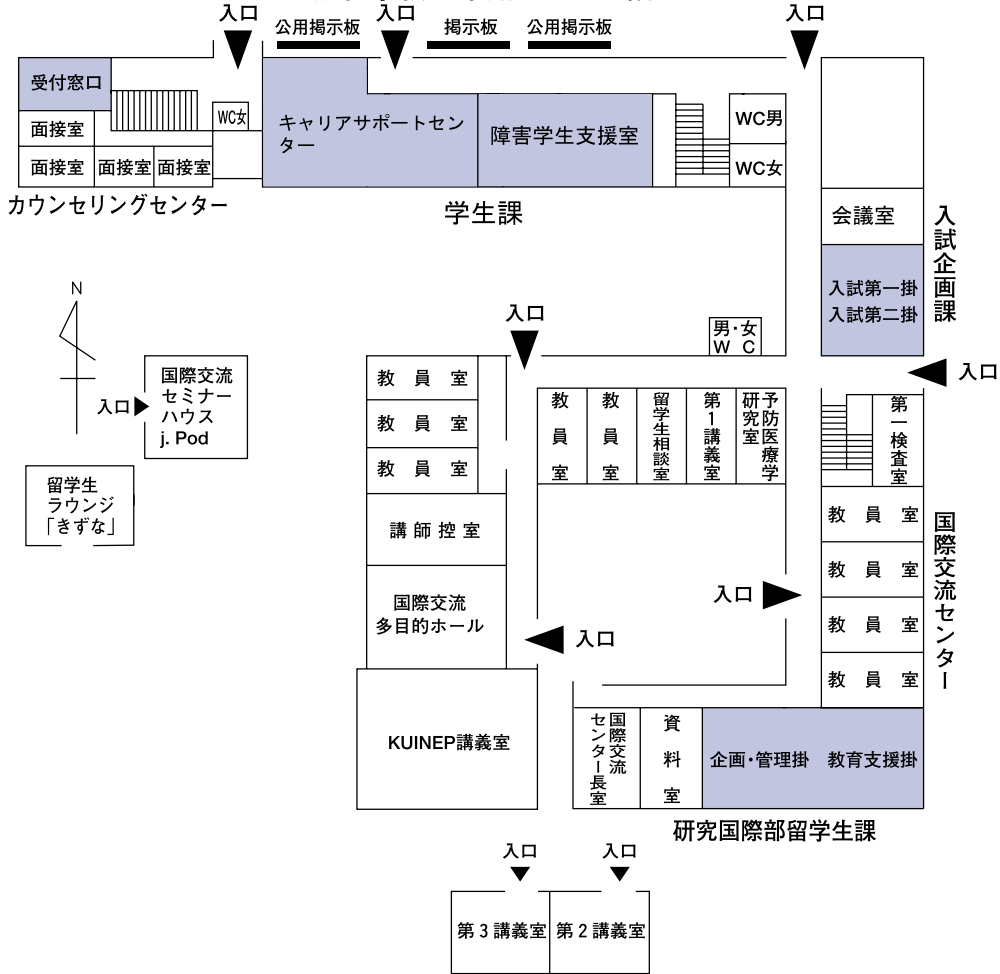 入口
公用掲示板
入口
掲示板
公用掲示板
入口
受付窓口
面接室
面接室
面接室
面接室
WC女
キャリアサポートセン
ター
障害学生支援室
WC男
WC女
カウンセリングセンター
学生課
会議室
入試第一掛
入試第二掛
入試企画課
N
入口
男・女
W C
入口
国際交流
セミナー
ハウス
j. Pod
入口
留学生
ラウンジ
「きずな」
教 員 室
教 員 室
教 員 室
講師控室
国際交流
多目的ホール
KUINEP講義室
教員室
教員室
留学生相談室
第1講義室
予防医療学
研究室
第一検査室
教 員 室
教 員 室
教 員 室
教 員 室
国際交流センター
入口
入口
国際交流
センター長室
資料室
企画・管理掛
教育支援掛
研究国際部留学生課
入口
入口
第3講義室
第2講義室